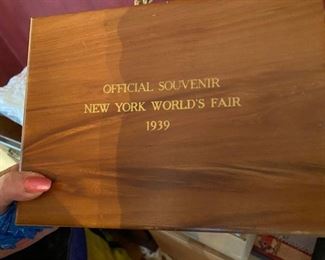 OFFICIAL SOUVENIR
NEW YORK WORLD'S FAIR
1939